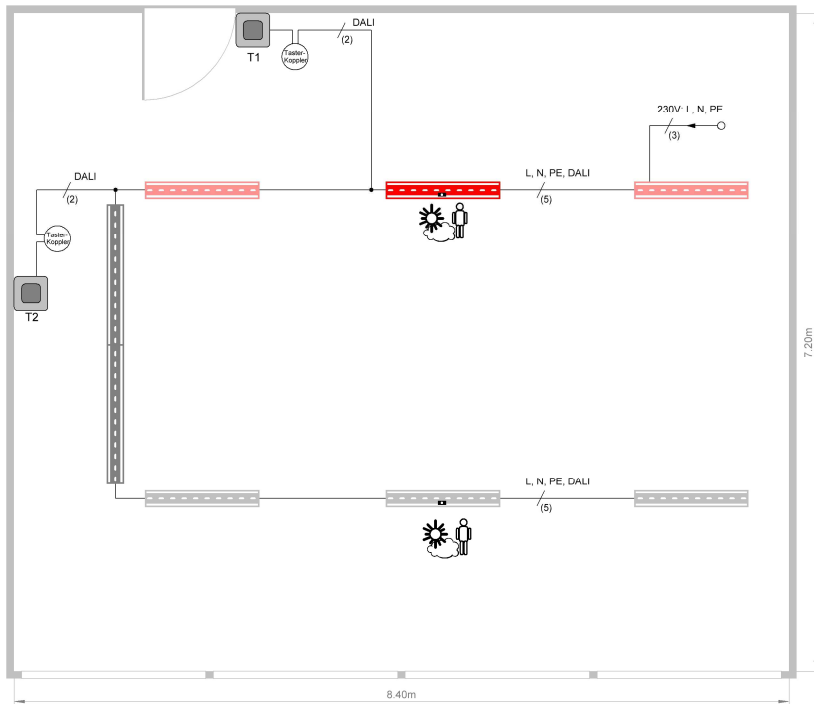 DALI
(2)
T1
Taster-
Koppler
230V: L, N, PE
(3)
DALI
(2)
L, N, PE, DALI
(5)
Taster-
Koppler
T2
7.20m
L, N, PE, DALI
(5)
8.40m